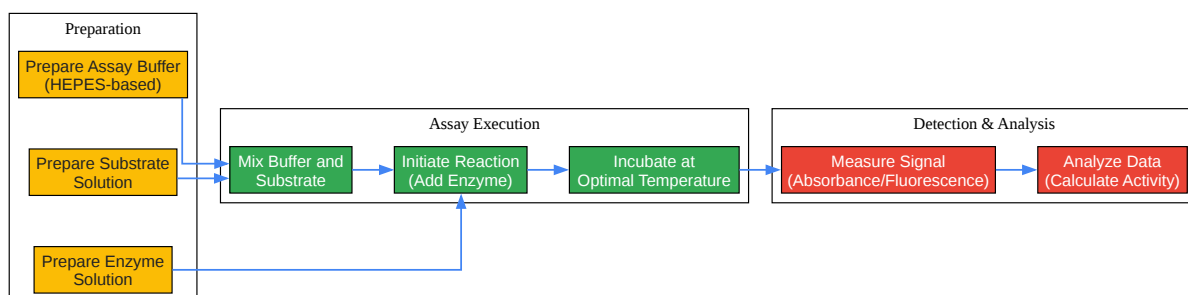 Preparation
Prepare Assay Buffer
(HEPES-based)
Prepare Substrate
Solution
Prepare Enzyme
Solution
Assay Execution
Mix Buffer and
Substrate
Initiate Reaction
(Add Enzyme)
Incubate at
Optimal Temperature
Detection & Analysis
Measure Signal
(Absorbance/Fluorescence)
Analyze Data
(Calculate Activity)